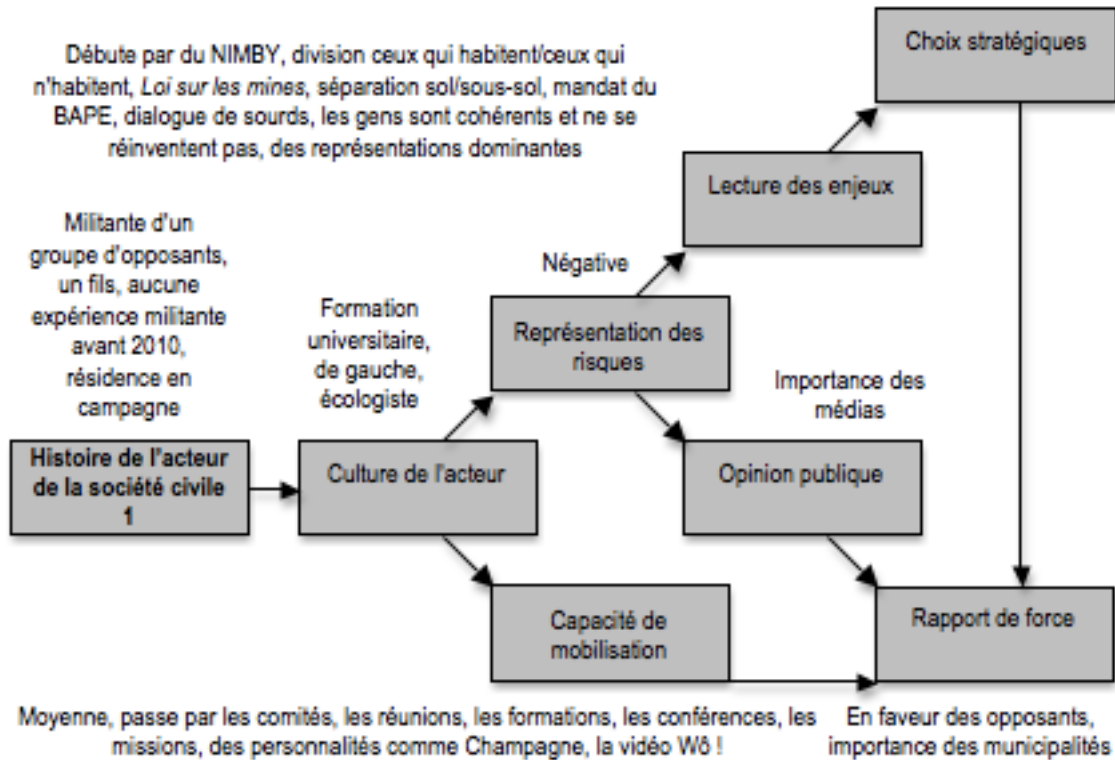 Choix stratégiques
Débute par du NIMBY, division ceux qui habitent/ceux qui
n'habitent, Loi sur les mines, séparation sol/sous-sol, mandat du
BAPE, dialogue de sourds, les gens sont cohérents et ne se
réinventent pas, des représentations dominantes
Lecture des enjeux
Militante d'un
groupe d'opposants,
un fils, aucune
expérience militante
avant 2010,
résidence en
campagne
Négative
Formation
universitaire,
de gauche,
écologiste
Représentation des
risques
Importance des
médias
Histoire de l'acteur
de la société civile
1
Culture de l'acteur
Opinion publique
Capacité de
mobilisation
Rapport de force
Moyenne, passe par les comités, les réunions, les formations, les conférences, les
missions, des personnalités comme Champagne, la vidéo Wô !
En faveur des opposants,
importance des municipalités